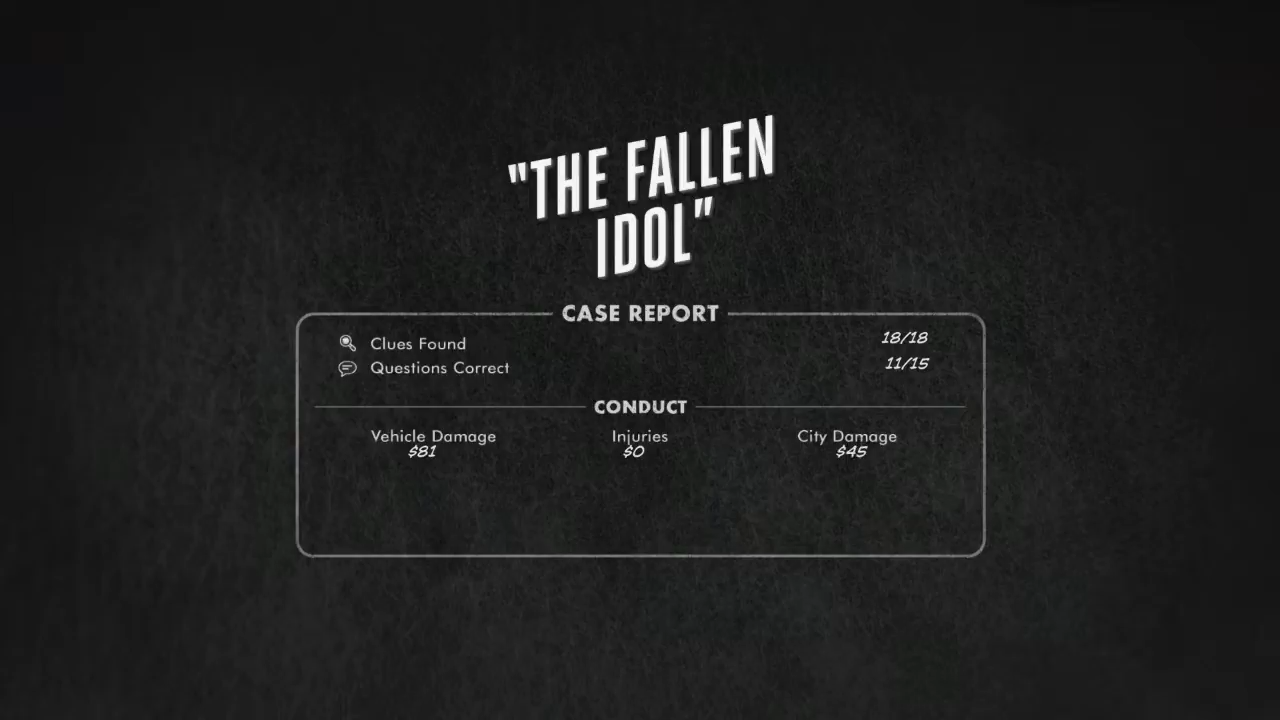 "THE FALLEN
IDOL"
CASE REPORT
Clues Found 18/18
Questions Correct 11/15
CONDUCT
Vehicle Damage Injuries City Damage
$81 $0 $45